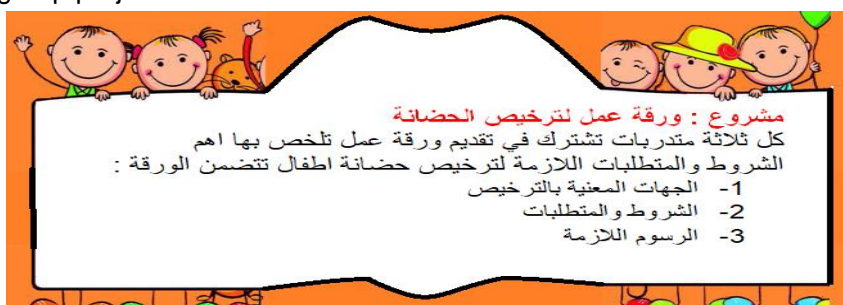 مشروع : ورقة عمل لترخيص الحضانة
كل ثلاثة متدربات تشترك في تقديم ورقة عمل تلخص بها اهم
الشروط والمتطلبات اللازمة لترخيص حضانة اطفال تتضمن الورقة :
1- الجهات المعنية بالترخيص
2- الشروط والمتطلبات
3- الرسوم اللازمة